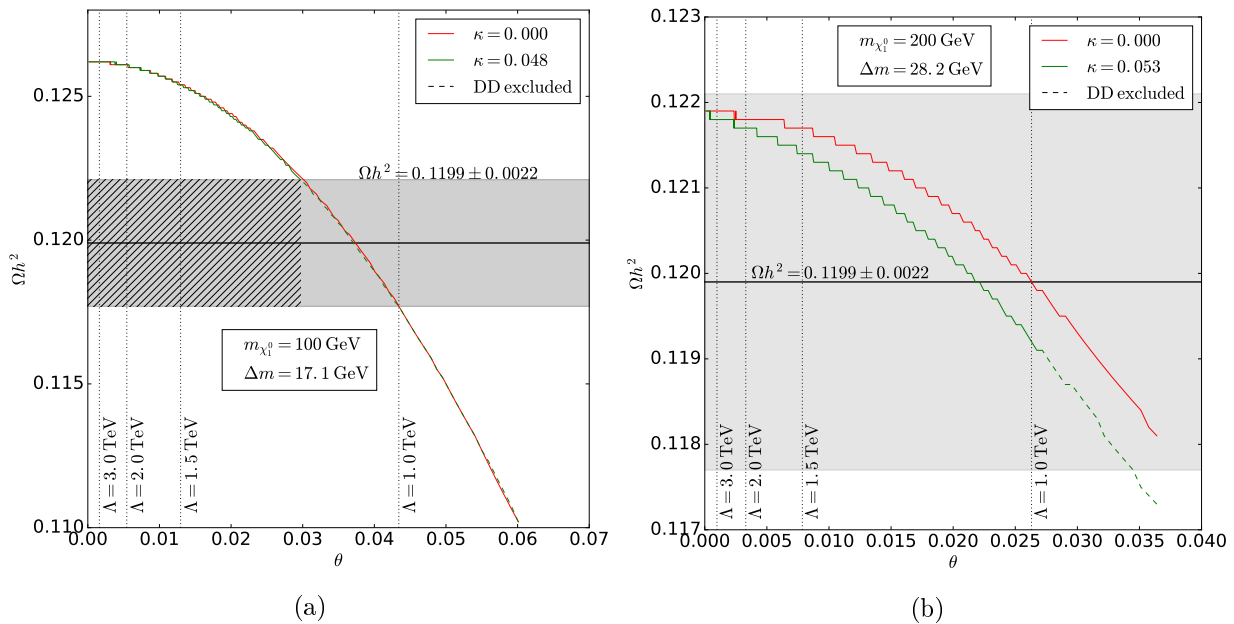 κ = 0.000
κ = 0.048
DD excluded
Ωh² = 0.1199 ± 0.0022
m_χ₁⁰ = 100 GeV
Δm = 17.1 GeV
Λ = 3.0 TeV
Λ = 2.0 TeV
Λ = 1.5 TeV
Λ = 1.0 TeV
0.125
0.120
0.115
0.110
Ωh²
0.00 0.01 0.02 0.03 0.04 0.05 0.06 0.07
θ
(a)
m_χ₁⁰ = 200 GeV
Δm = 28.2 GeV
κ = 0.000
κ = 0.053
DD excluded
Ωh² = 0.1199 ± 0.0022
Λ = 3.0 TeV
Λ = 2.0 TeV
Λ = 1.5 TeV
Λ = 1.0 TeV
0.123
0.122
0.121
0.120
0.119
0.118
0.117
Ωh²
0.000 0.005 0.010 0.015 0.020 0.025 0.030 0.035 0.040
θ
(b)